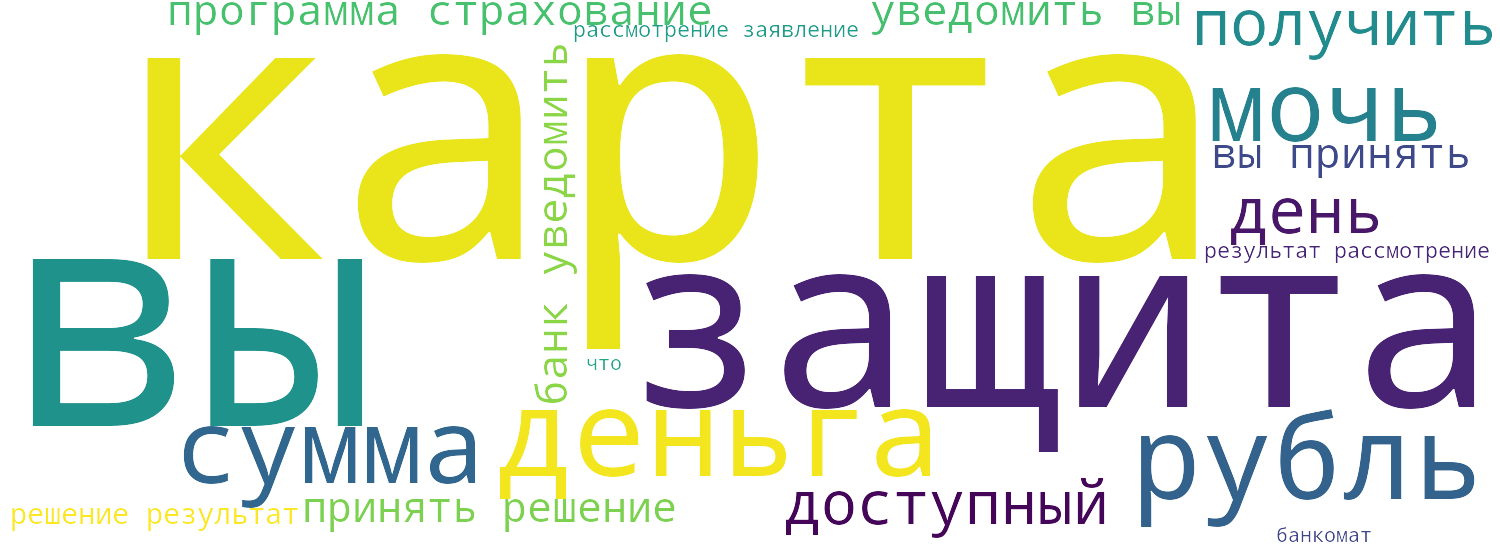 программа страхование
рассмотрение заявление
уведомить вы
получить
карта
мочь
вы принять
день
результат рассмотрение
банк уведомить
вы
защита
что
сумма
деньга
рубль
решение результат
принять решение
доступный
банкомат